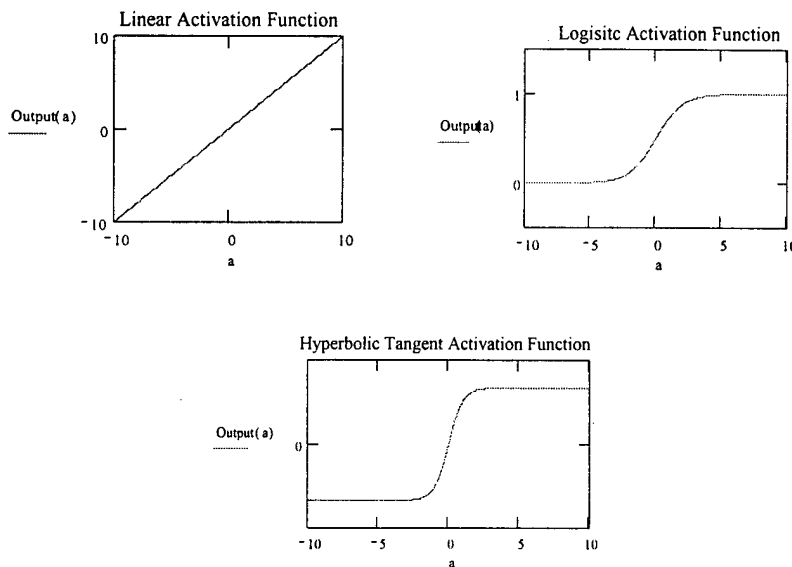 Linear Activation Function
10
Output(a)
0
-10
-10 0 10
a
Logisitc Activation Function
1
Output(a)
0
-10 -5 0 5 10
a
Hyperbolic Tangent Activation Function
Output(a)
0
-10 -5 0 5 10
a